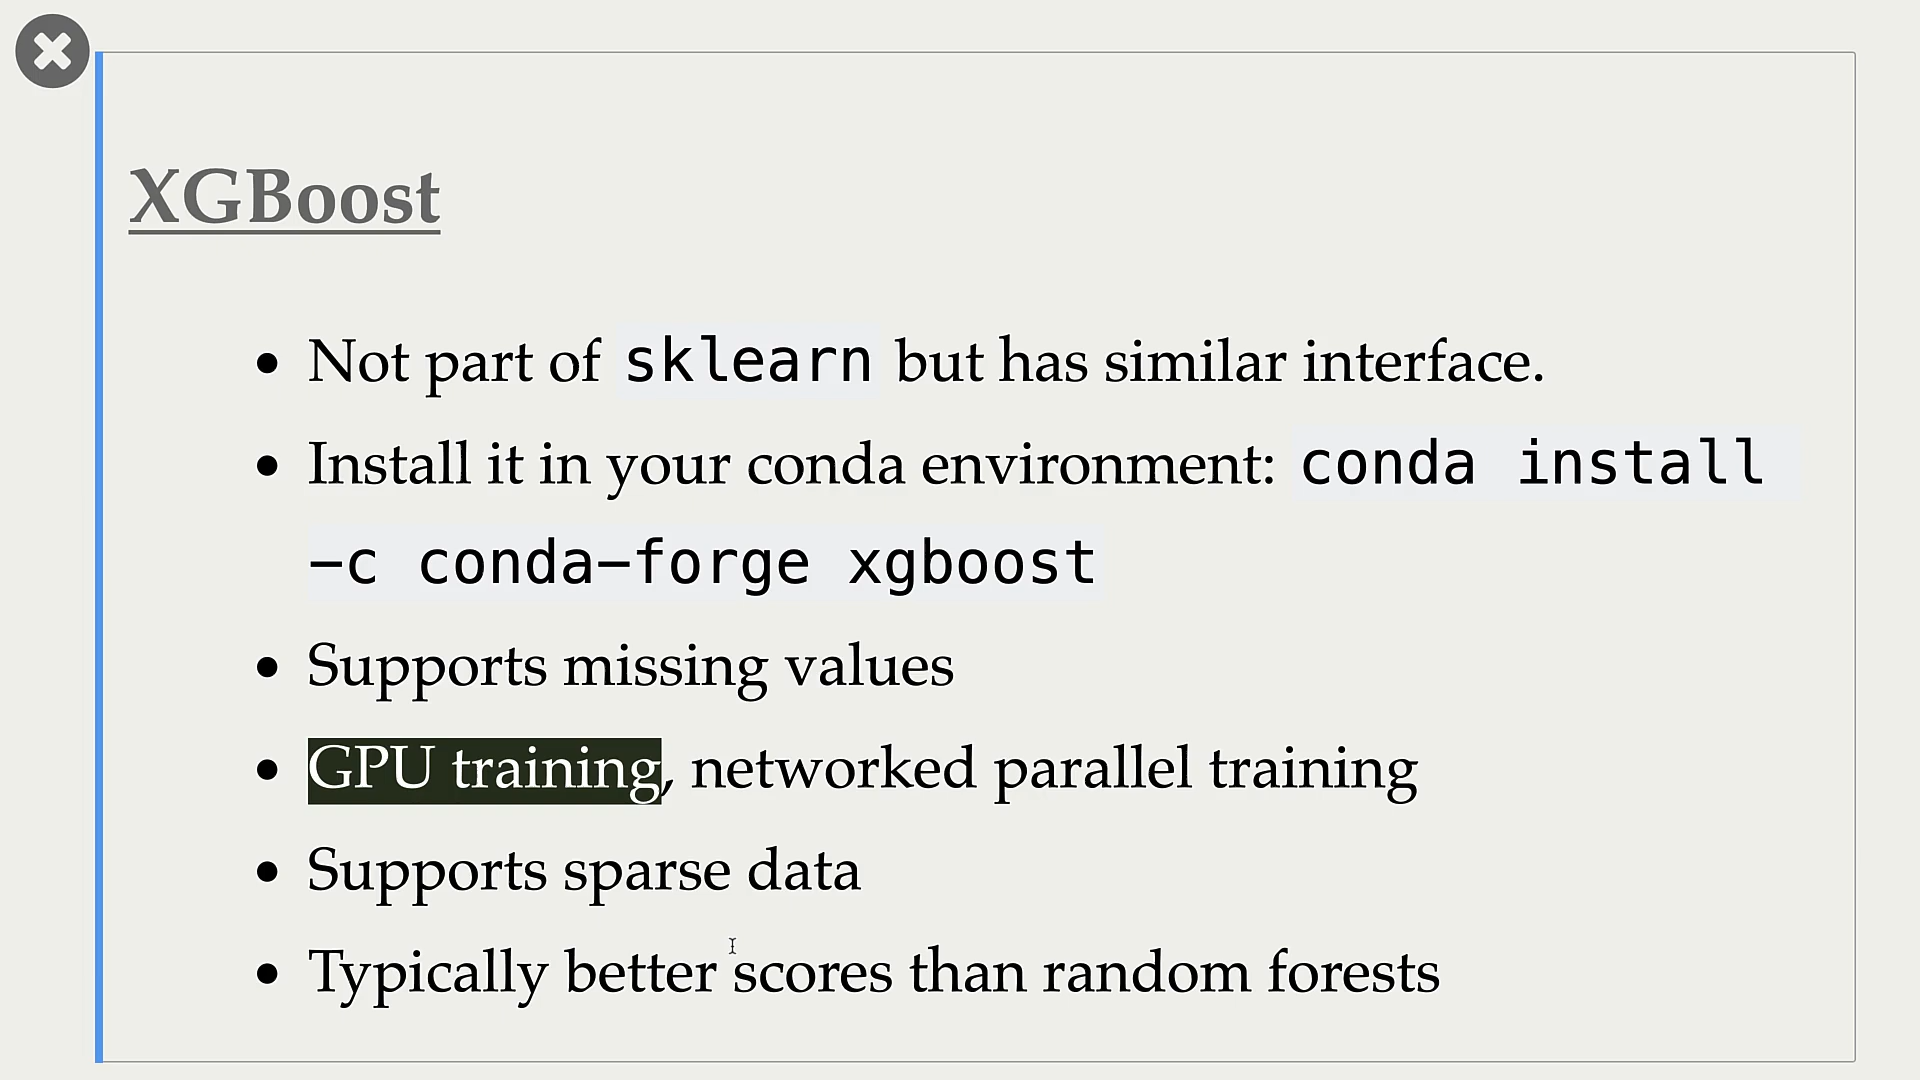 XGBoost
• Not part of sklearn but has similar interface.
• Install it in your conda environment: conda install
-c conda-forge xgboost
• Supports missing values
• GPU training, networked parallel training
• Supports sparse data
• Typically better scores than random forests